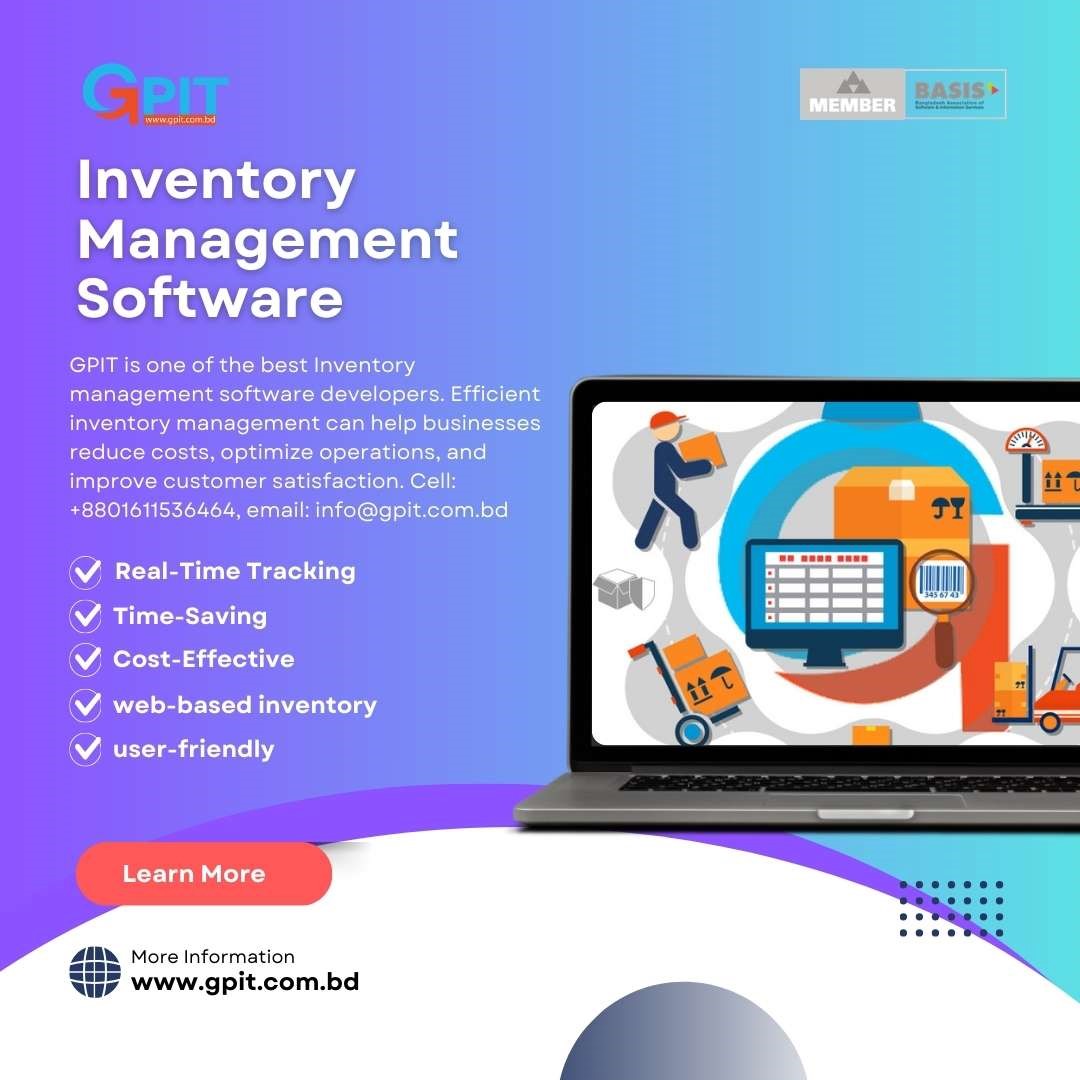 GPIT
www.gpit.com.bd
MEMBER
BASIS
Bangladesh Association of
Software & Information Services
Inventory
Management
Software
GPIT is one of the best Inventory
management software developers. Efficient
inventory management can help businesses
reduce costs, optimize operations, and
improve customer satisfaction. Cell:
+8801611536464, email: info@gpit.com.bd
Real-Time Tracking
Time-Saving
Cost-Effective
web-based inventory
user-friendly
345 67 43
Learn More
More Information
www.gpit.com.bd